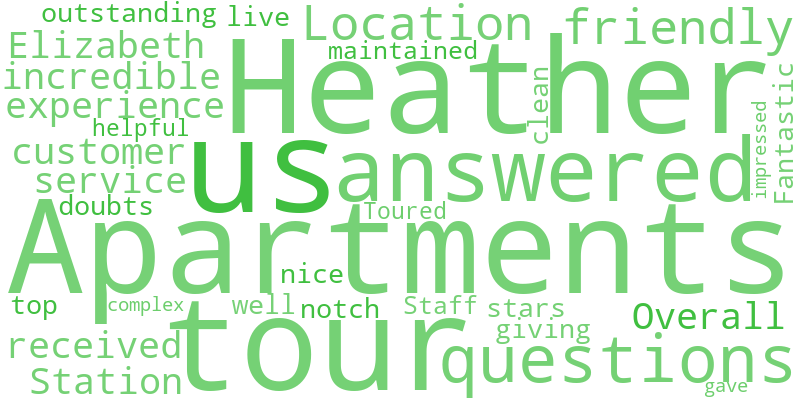 outstanding live Location friendly
Elizabeth Heather maintained
incredible clean Fantastic
experience impressed
helpful us answered
customer
service
doubts Toured
Apartments
nice
top complex tour well notch Staff stars Overall
giving
received questions
Station gave